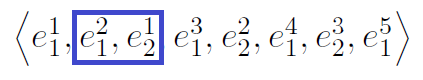 ⟨e₁¹, e₁², e₂¹ e₁³, e₂², e₁⁴, e₂³, e₁⁵⟩